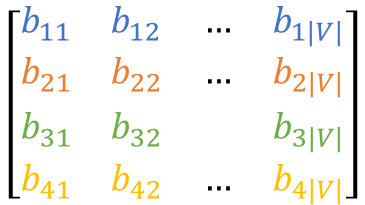 b₁₁ b₁₂ ... b₁|V|
b₂₁ b₂₂ ... b₂|V|
b₃₁ b₃₂ b₃|V|
b₄₁ b₄₂ ... b₄|V|